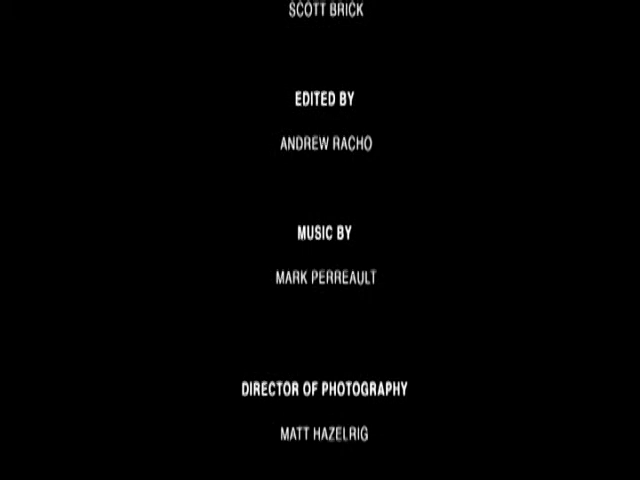 SCOTT BRICK
EDITED BY
ANDREW RACHO
MUSIC BY
MARK PERREAULT
DIRECTOR OF PHOTOGRAPHY
MATT HAZELRIG